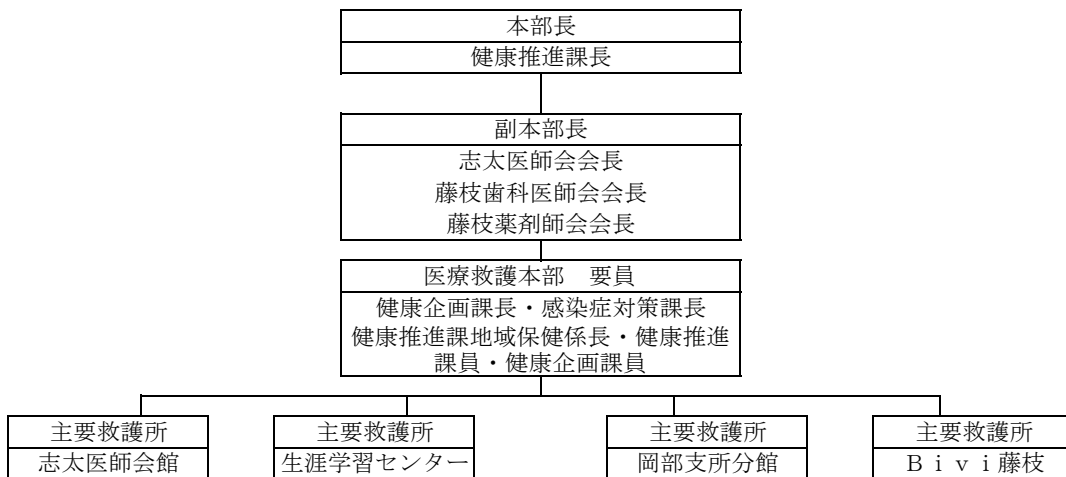 本部長
健康推進課長
副本部長
志太医師会会長
藤枝歯科医師会会長
藤枝薬剤師会会長
医療救護本部　要員
健康企画課長・感染症対策課長
健康推進課地域保健係長・健康推進
課員・健康企画課員
主要救護所
志太医師会館
主要救護所
生涯学習センター
主要救護所
岡部支所分館
主要救護所
Ｂｉｖｉ藤枝